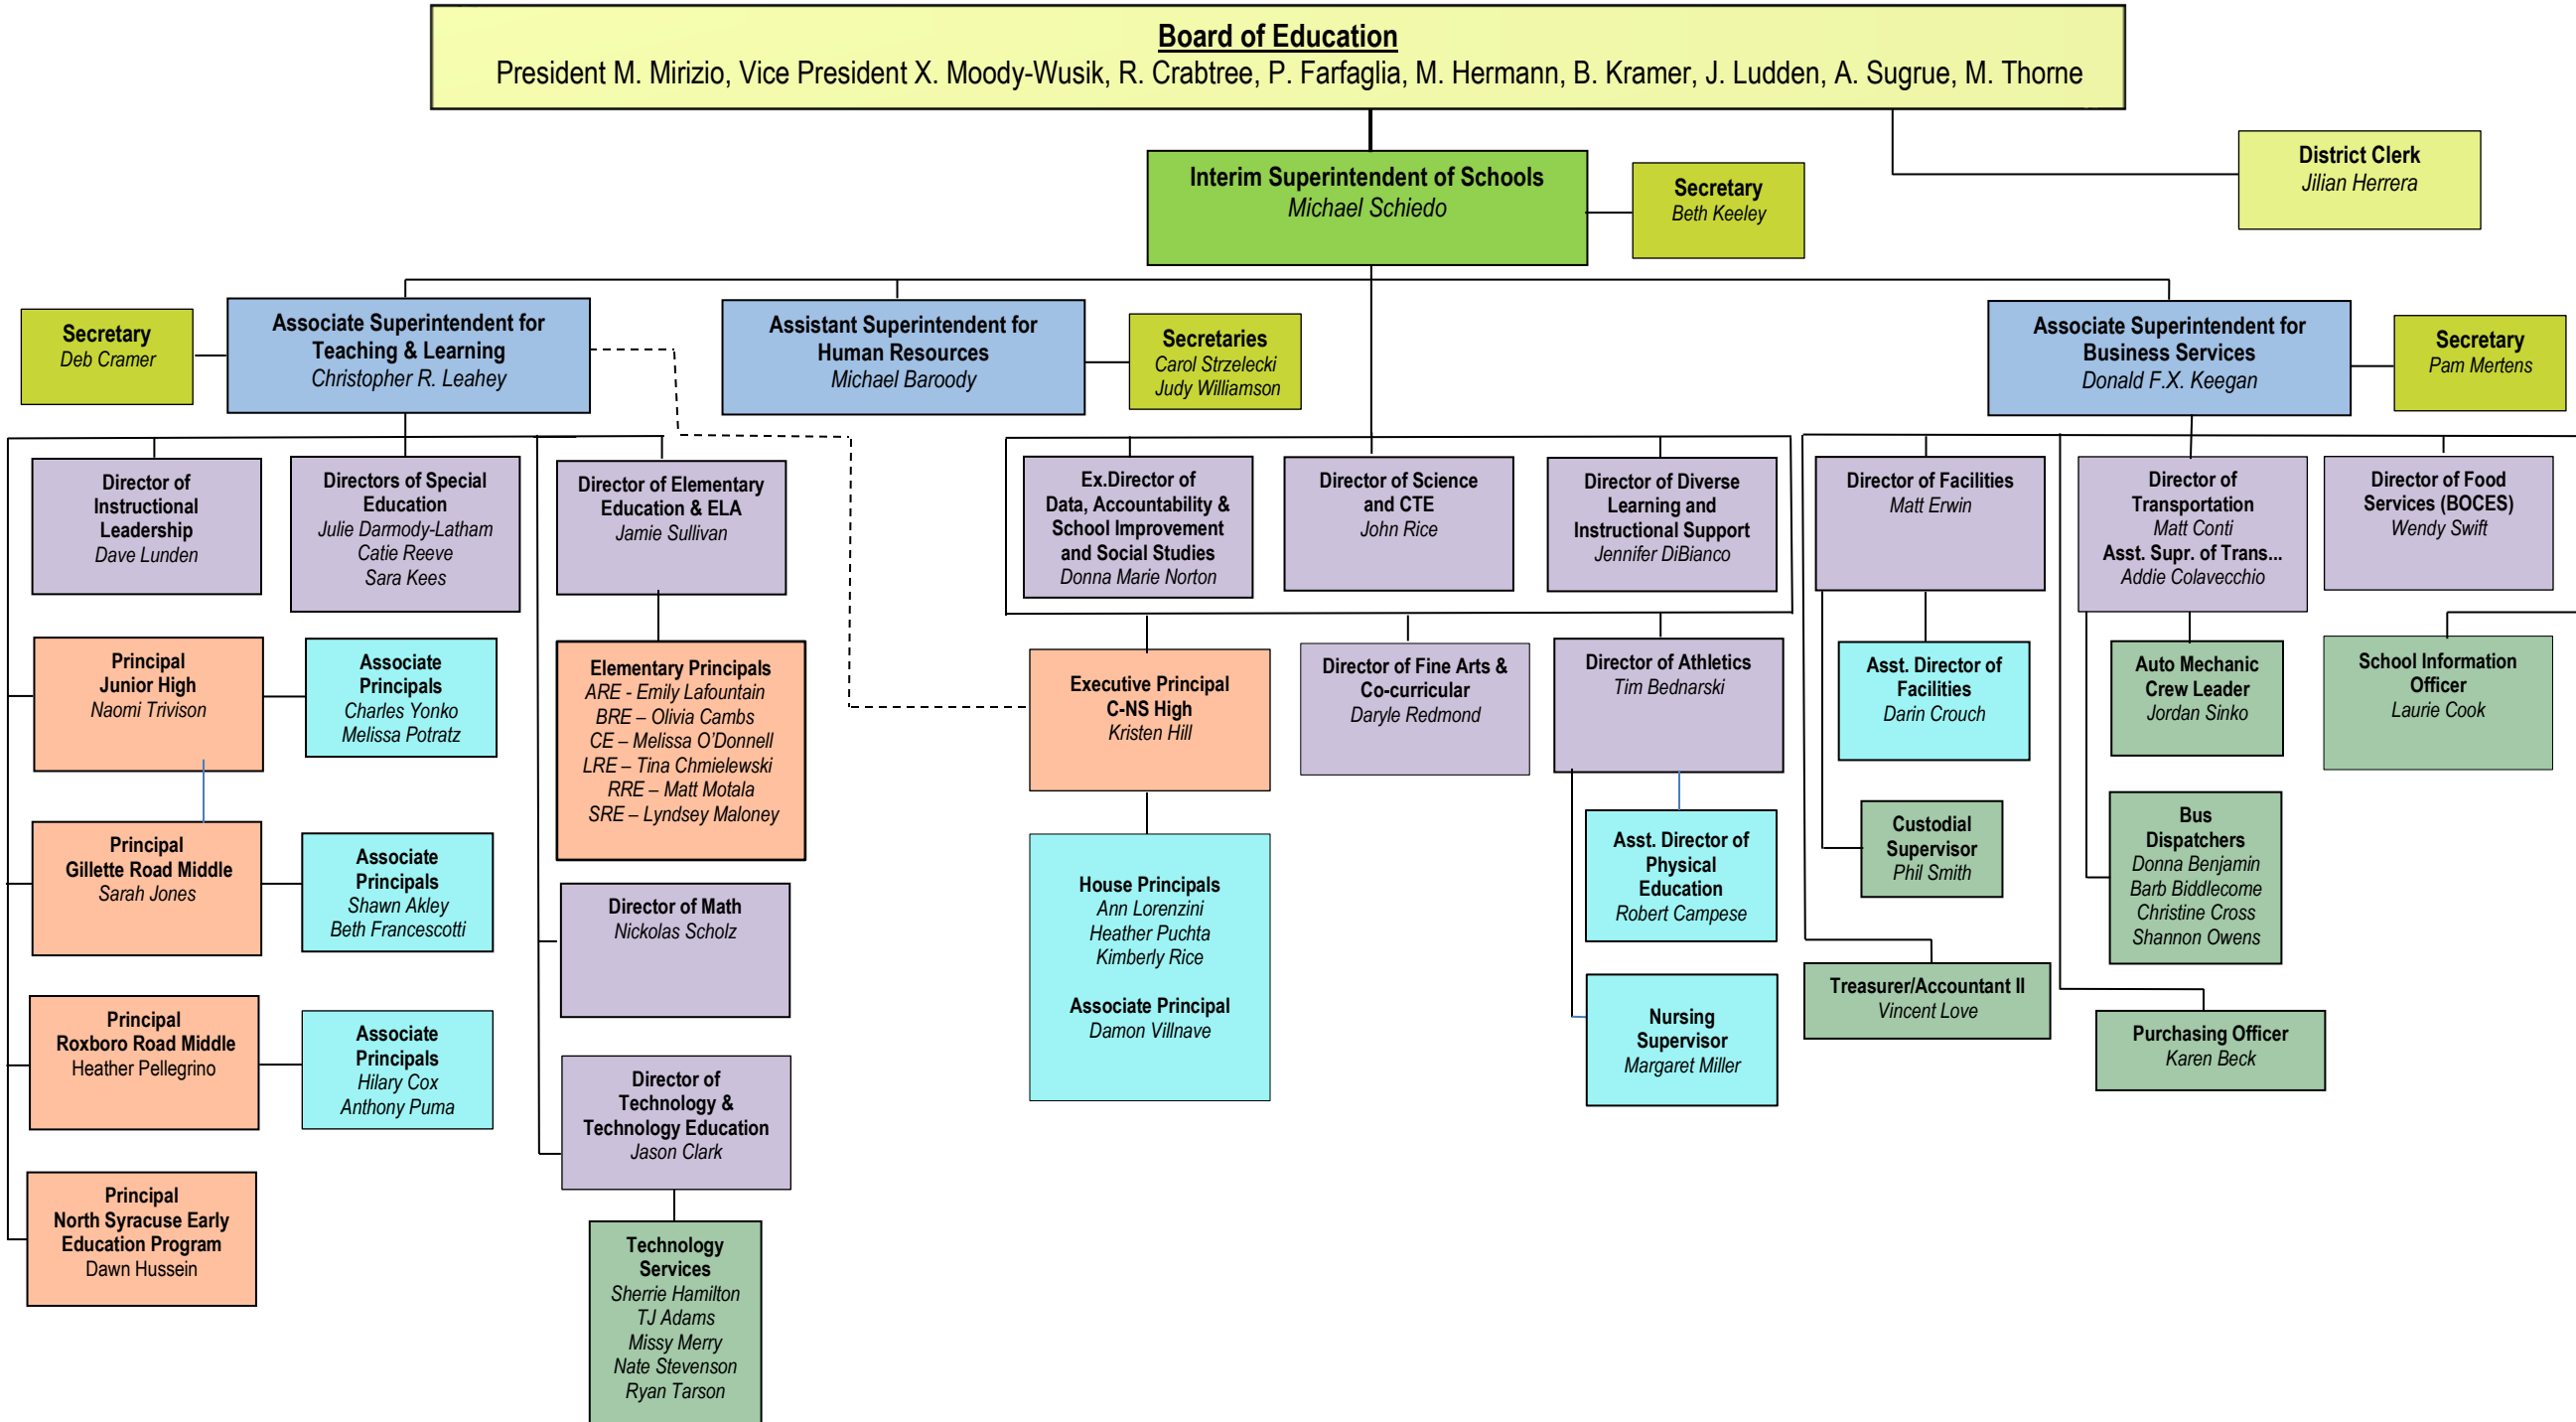 Board of Education
President M. Mirizio, Vice President X. Moody-Wusik, R. Crabtree, P. Farfaglia, M. Hermann, B. Kramer, J. Ludden, A. Sugrue, M. Thorne
Interim Superintendent of Schools
Michael Schiedo
Secretary
Beth Keeley
District Clerk
Jilian Herrera
Secretary
Deb Cramer
Associate Superintendent for
Teaching & Learning
Christopher R. Leahey
Assistant Superintendent for
Human Resources
Michael Baroody
Secretaries
Carol Strzelecki
Judy Williamson
Associate Superintendent for
Business Services
Donald F.X. Keegan
Secretary
Pam Mertens
Director of
Instructional
Leadership
Dave Lunden
Directors of Special
Education
Julie Darmody-Latham
Catie Reeve
Sara Kees
Director of Elementary
Education & ELA
Jamie Sullivan
Ex.Director of
Data, Accountability &
School Improvement
and Social Studies
Donna Marie Norton
Director of Science
and CTE
John Rice
Director of Diverse
Learning and
Instructional Support
Jennifer DiBianco
Director of Facilities
Matt Erwin
Director of
Transportation
Matt Conti
Asst. Supr. of Trans...
Addie Colavecchio
Director of Food
Services (BOCES)
Wendy Swift
Principal
Junior High
Naomi Trivison
Associate
Principals
Charles Yonko
Melissa Potratz
Elementary Principals
ARE - Emily Lafountain
BRE – Olivia Cambs
CE – Melissa O’Donnell
LRE – Tina Chmielewski
RRE – Matt Motala
SRE – Lyndsey Maloney
Executive Principal
C-NS High
Kristen Hill
Director of Fine Arts &
Co-curricular
Daryle Redmond
Director of Athletics
Tim Bednarski
Asst. Director of
Facilities
Darin Crouch
Auto Mechanic
Crew Leader
Jordan Sinko
School Information
Officer
Laurie Cook
Principal
Gillette Road Middle
Sarah Jones
Associate
Principals
Shawn Akley
Beth Francescotti
Director of Math
Nickolas Scholz
House Principals
Ann Lorenzini
Heather Puchta
Kimberly Rice
Associate Principal
Damon Villnave
Asst. Director of
Physical
Education
Robert Campese
Custodial
Supervisor
Phil Smith
Bus
Dispatchers
Donna Benjamin
Barb Biddlecome
Christine Cross
Shannon Owens
Principal
Roxboro Road Middle
Heather Pellegrino
Associate
Principals
Hilary Cox
Anthony Puma
Nursing
Supervisor
Margaret Miller
Treasurer/Accountant II
Vincent Love
Purchasing Officer
Karen Beck
Director of
Technology &
Technology Education
Jason Clark
Principal
North Syracuse Early
Education Program
Dawn Hussein
Technology
Services
Sherrie Hamilton
TJ Adams
Missy Merry
Nate Stevenson
Ryan Tarson